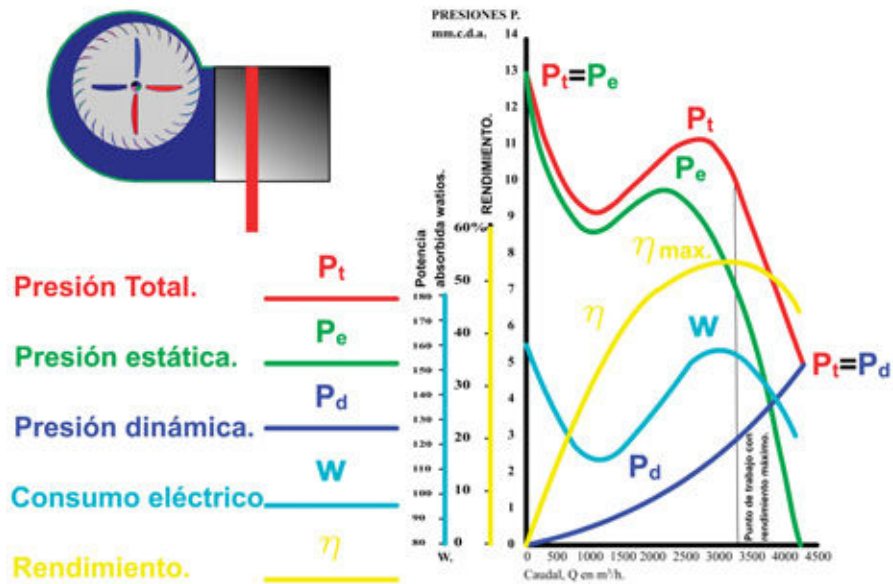 PRESIONES P.
mm.c.d.a.
14
13
12
11
10
9
8
7
6
5
4
3
2
1
0
Pt=Pe
Pt
Pe
η max.
η
W
Pt=Pd
Pd
Punto de trabajo con
rendimiento máximo.
0 500 1000 1500 2000 2500 3000 3500 4000 4500
Caudal, Q en m³/h.
RENDIMIENTO.
60%
50
40
30
20
10
0
Potencia
absorbida watios.
180
170
160
150
140
130
120
110
100
90
80
W.
Presión Total. Pt
Presión estática. Pe
Presión dinámica. Pd
Consumo eléctrico W
Rendimiento. η